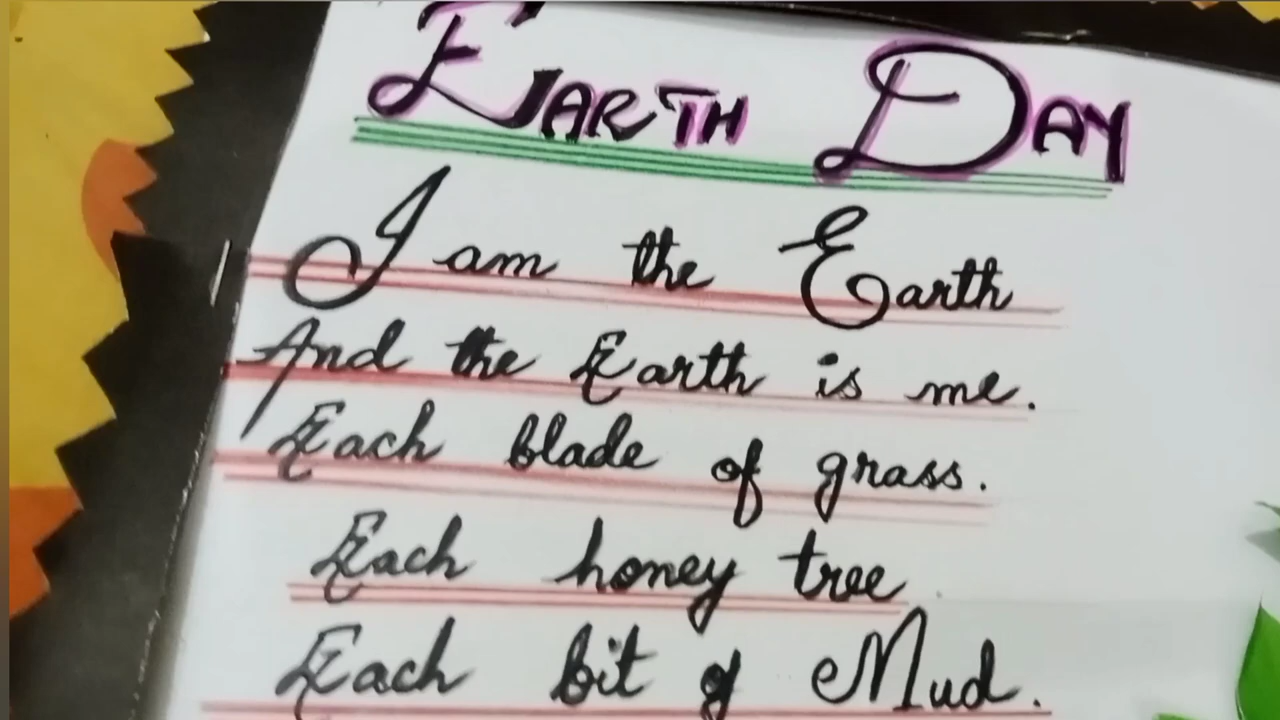 EARTH DAY
I am the Earth
And the Earth is me.
Each blade of grass.
Each honey tree
Each bit of Mud.